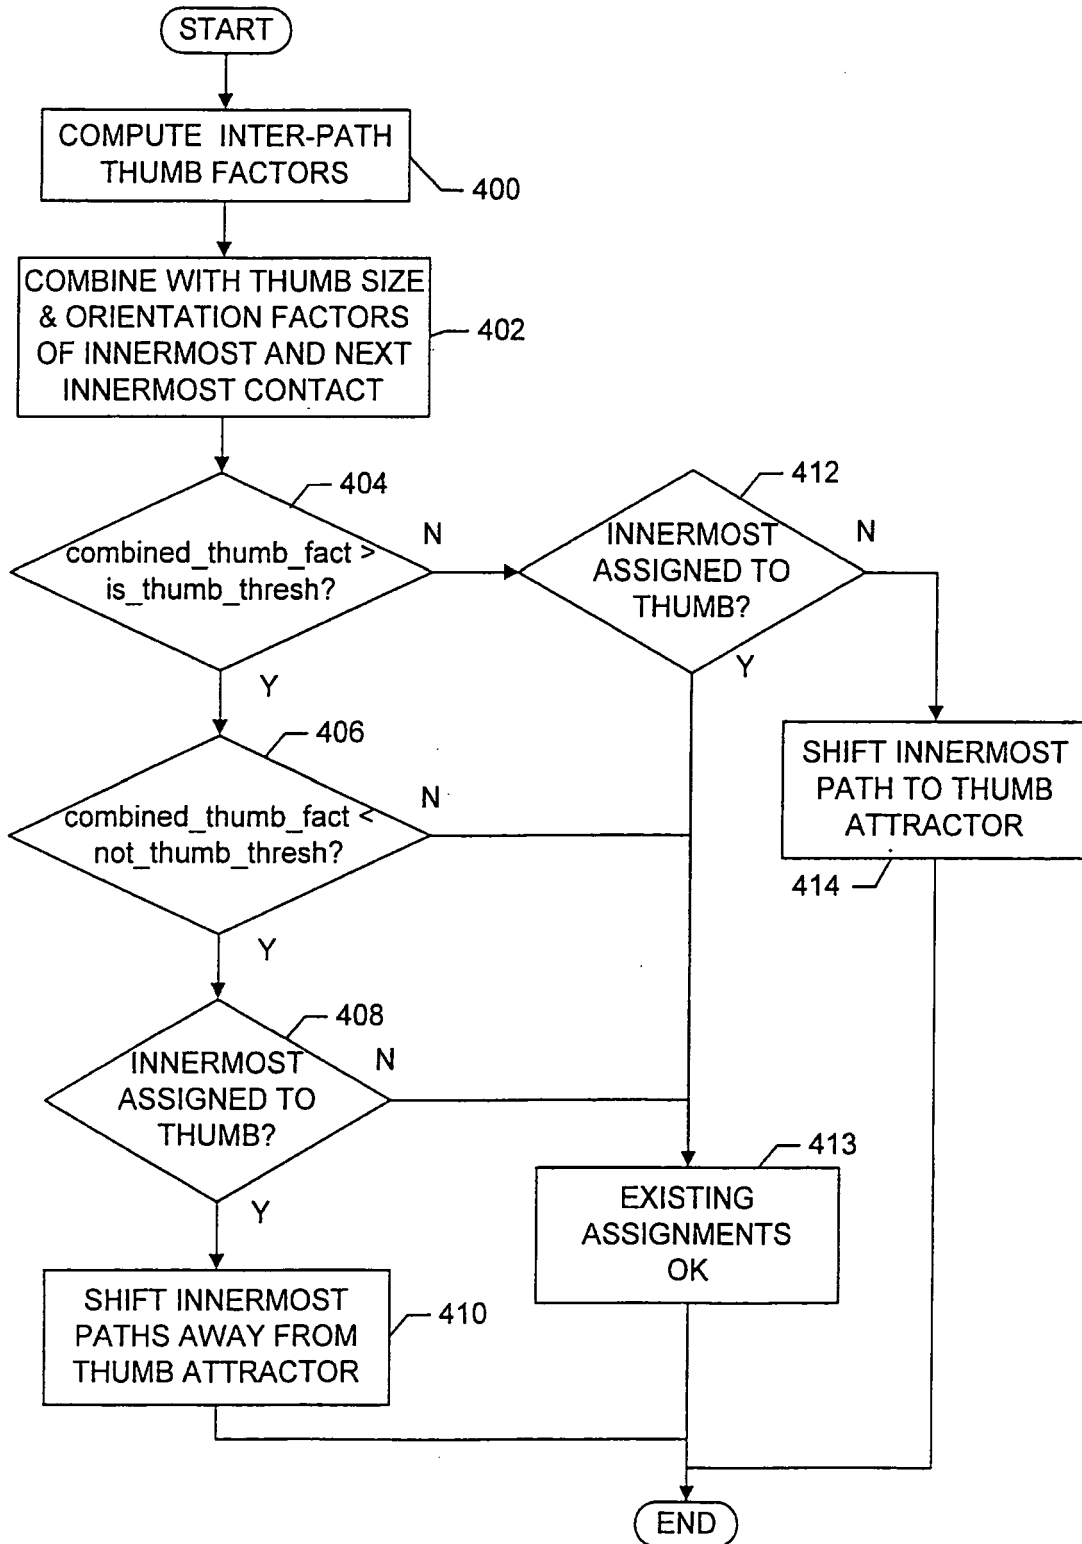 START
COMPUTE INTER-PATH
THUMB FACTORS
400
COMBINE WITH THUMB SIZE
& ORIENTATION FACTORS
OF INNERMOST AND NEXT
INNERMOST CONTACT
402
404
combined_thumb_fact >
is_thumb_thresh?
N
Y
412
INNERMOST
ASSIGNED TO
THUMB?
N
Y
406
combined_thumb_fact <
not_thumb_thresh?
N
Y
SHIFT INNERMOST
PATH TO THUMB
ATTRACTOR
414
408
INNERMOST
ASSIGNED TO
THUMB?
N
Y
413
EXISTING
ASSIGNMENTS
OK
SHIFT INNERMOST
PATHS AWAY FROM
THUMB ATTRACTOR
410
END